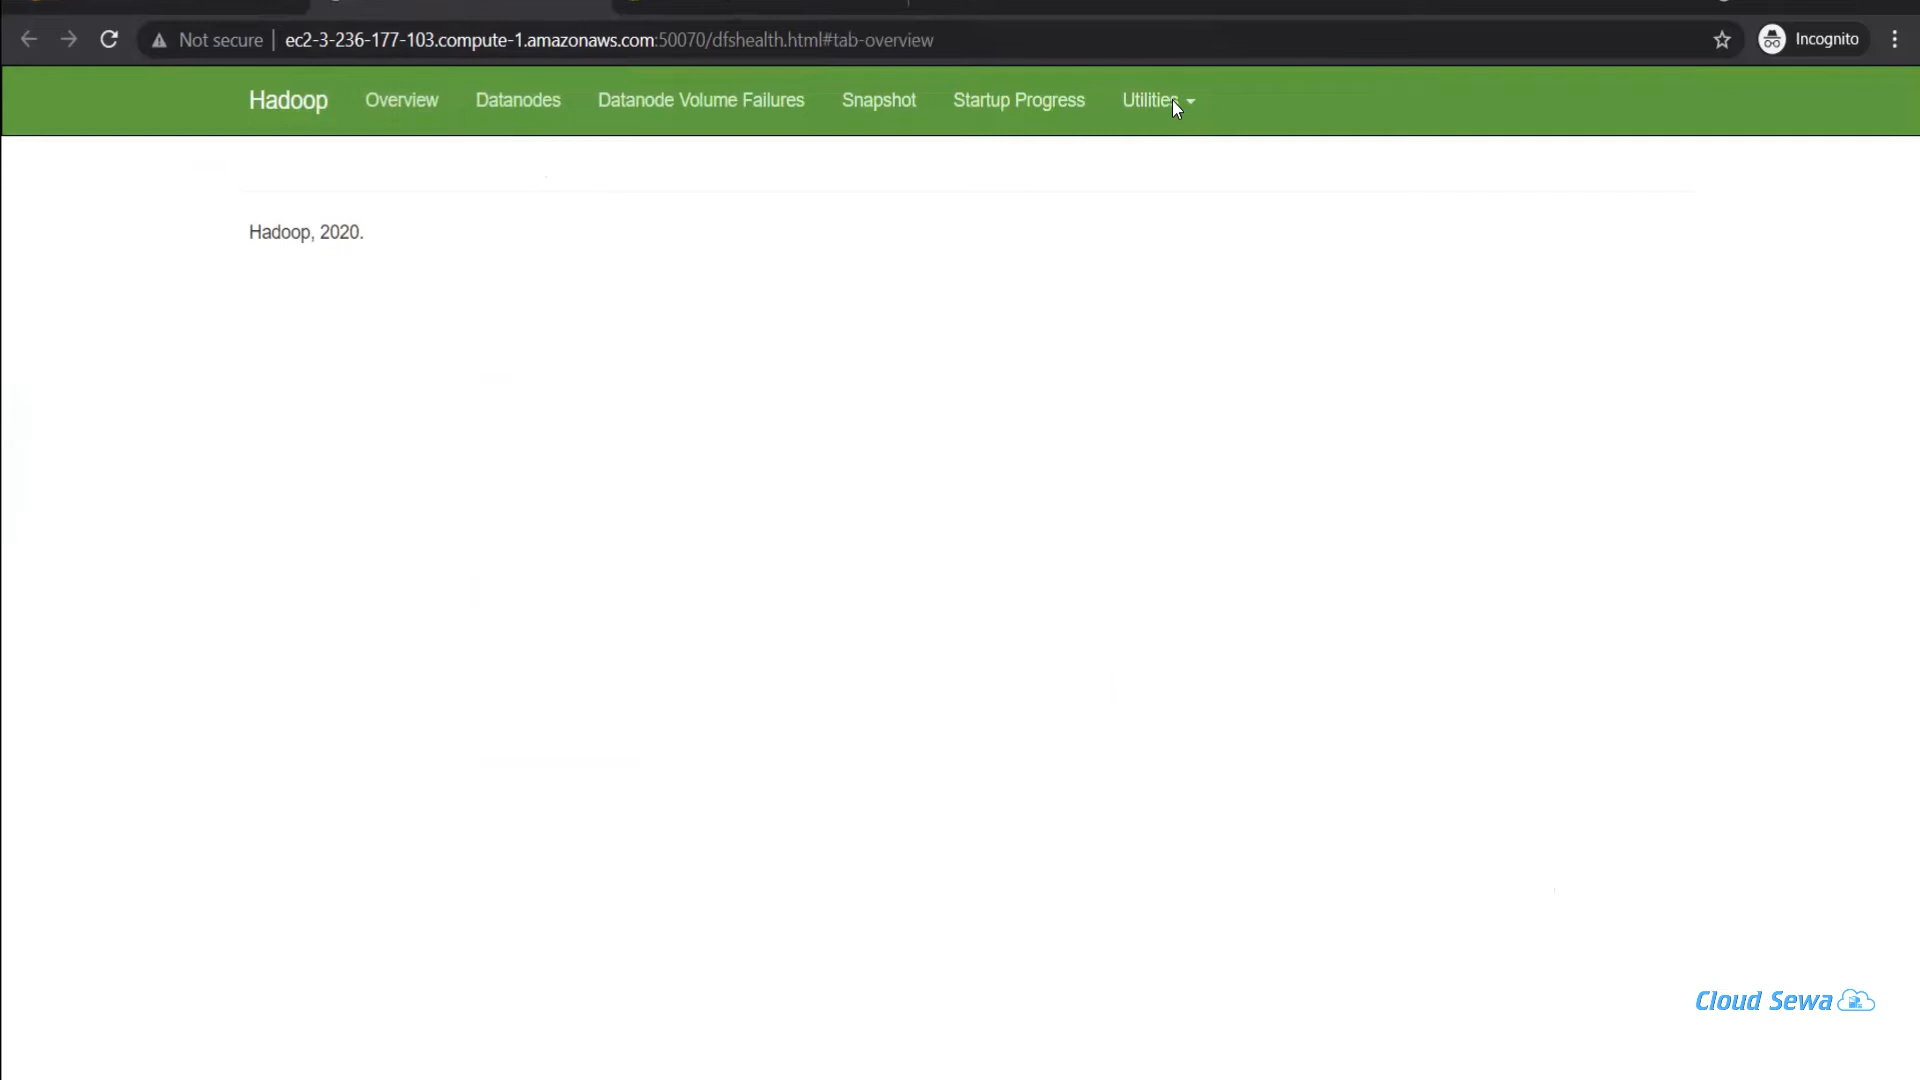 Not secure ec2-3-236-177-103.compute-1.amazonaws.com:50070/dfshealth.html#tab-overview Incognito
Hadoop Overview Datanodes Datanode Volume Failures Snapshot Startup Progress Utilities
Hadoop, 2020.
Cloud Sewa